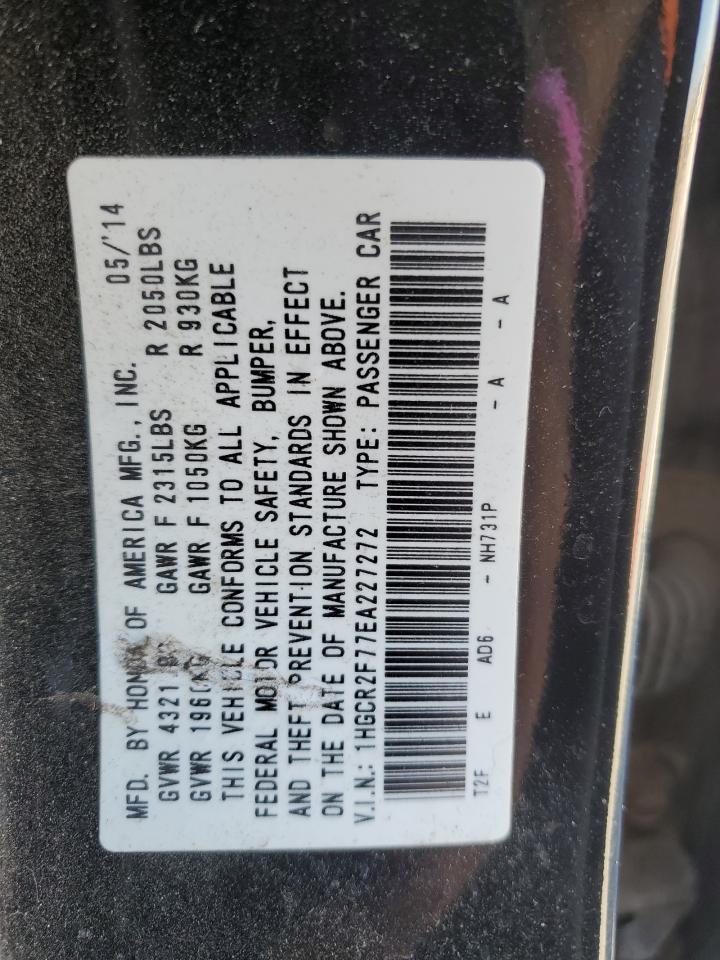 MFD. BY HONDA OF AMERICA MFG., INC. 05/'14
GVWR 4321LBS GAWR F 2315LBS R 2050LBS
GVWR 1960KG GAWR F 1050KG R 930KG
THIS VEHICLE CONFORMS TO ALL APPLICABLE
FEDERAL MOTOR VEHICLE SAFETY, BUMPER,
AND THEFT PREVENTION STANDARDS IN EFFECT
ON THE DATE OF MANUFACTURE SHOWN ABOVE.
V.I.N.: 1HGCR2F77EA227272 TYPE: PASSENGER CAR
T2F E AD6 - NH731P - A - A